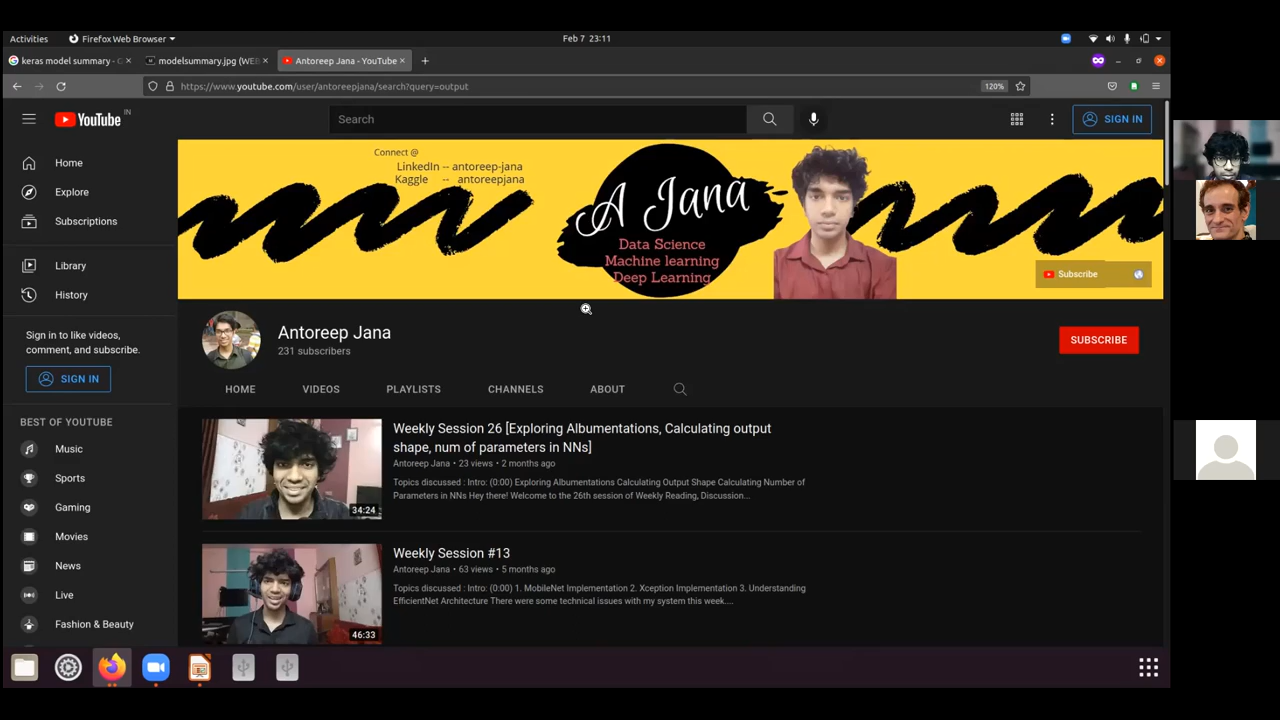 Activities
Firefox Web Browser
Feb 7 23:11
keras model summary - G
modelsummary.jpg (WEB
Antoreep Jana - YouTube
https://www.youtube.com/user/antoreepjana/search?query=output
120%
YouTube IN
Search
SIGN IN
Home
Explore
Subscriptions
Library
History
Sign in to like videos,
comment, and subscribe.
SIGN IN
BEST OF YOUTUBE
Music
Sports
Gaming
Movies
News
Live
Fashion & Beauty
Connect @
LinkedIn -- antoreep-jana
Kaggle -- antoreepjana
A Jana
Data Science
Machine learning
Deep Learning
Subscribe
Antoreep Jana
231 subscribers
SUBSCRIBE
HOME
VIDEOS
PLAYLISTS
CHANNELS
ABOUT
Weekly Session 26 [Exploring Albumentations, Calculating output
shape, num of parameters in NNs]
Antoreep Jana • 23 views • 2 months ago
Topics discussed : Intro: (0:00) Exploring Albumentations Calculating Output Shape Calculating Number of
Parameters in NNs Hey there! Welcome to the 26th session of Weekly Reading, Discussion...
34:24
Weekly Session #13
Antoreep Jana • 63 views • 5 months ago
Topics discussed : Intro: (0:00) 1. MobileNet Implementation 2. Xception Implementation 3. Understanding
EfficientNet Architecture There were some technical issues with my system this week....
46:33